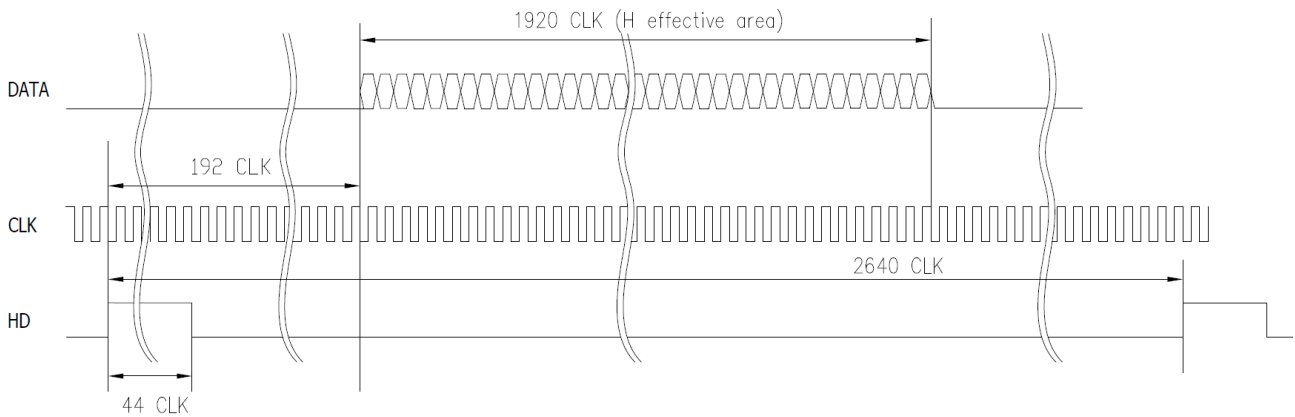 1920 CLK (H effective area)
DATA
192 CLK
CLK
2640 CLK
HD
44 CLK